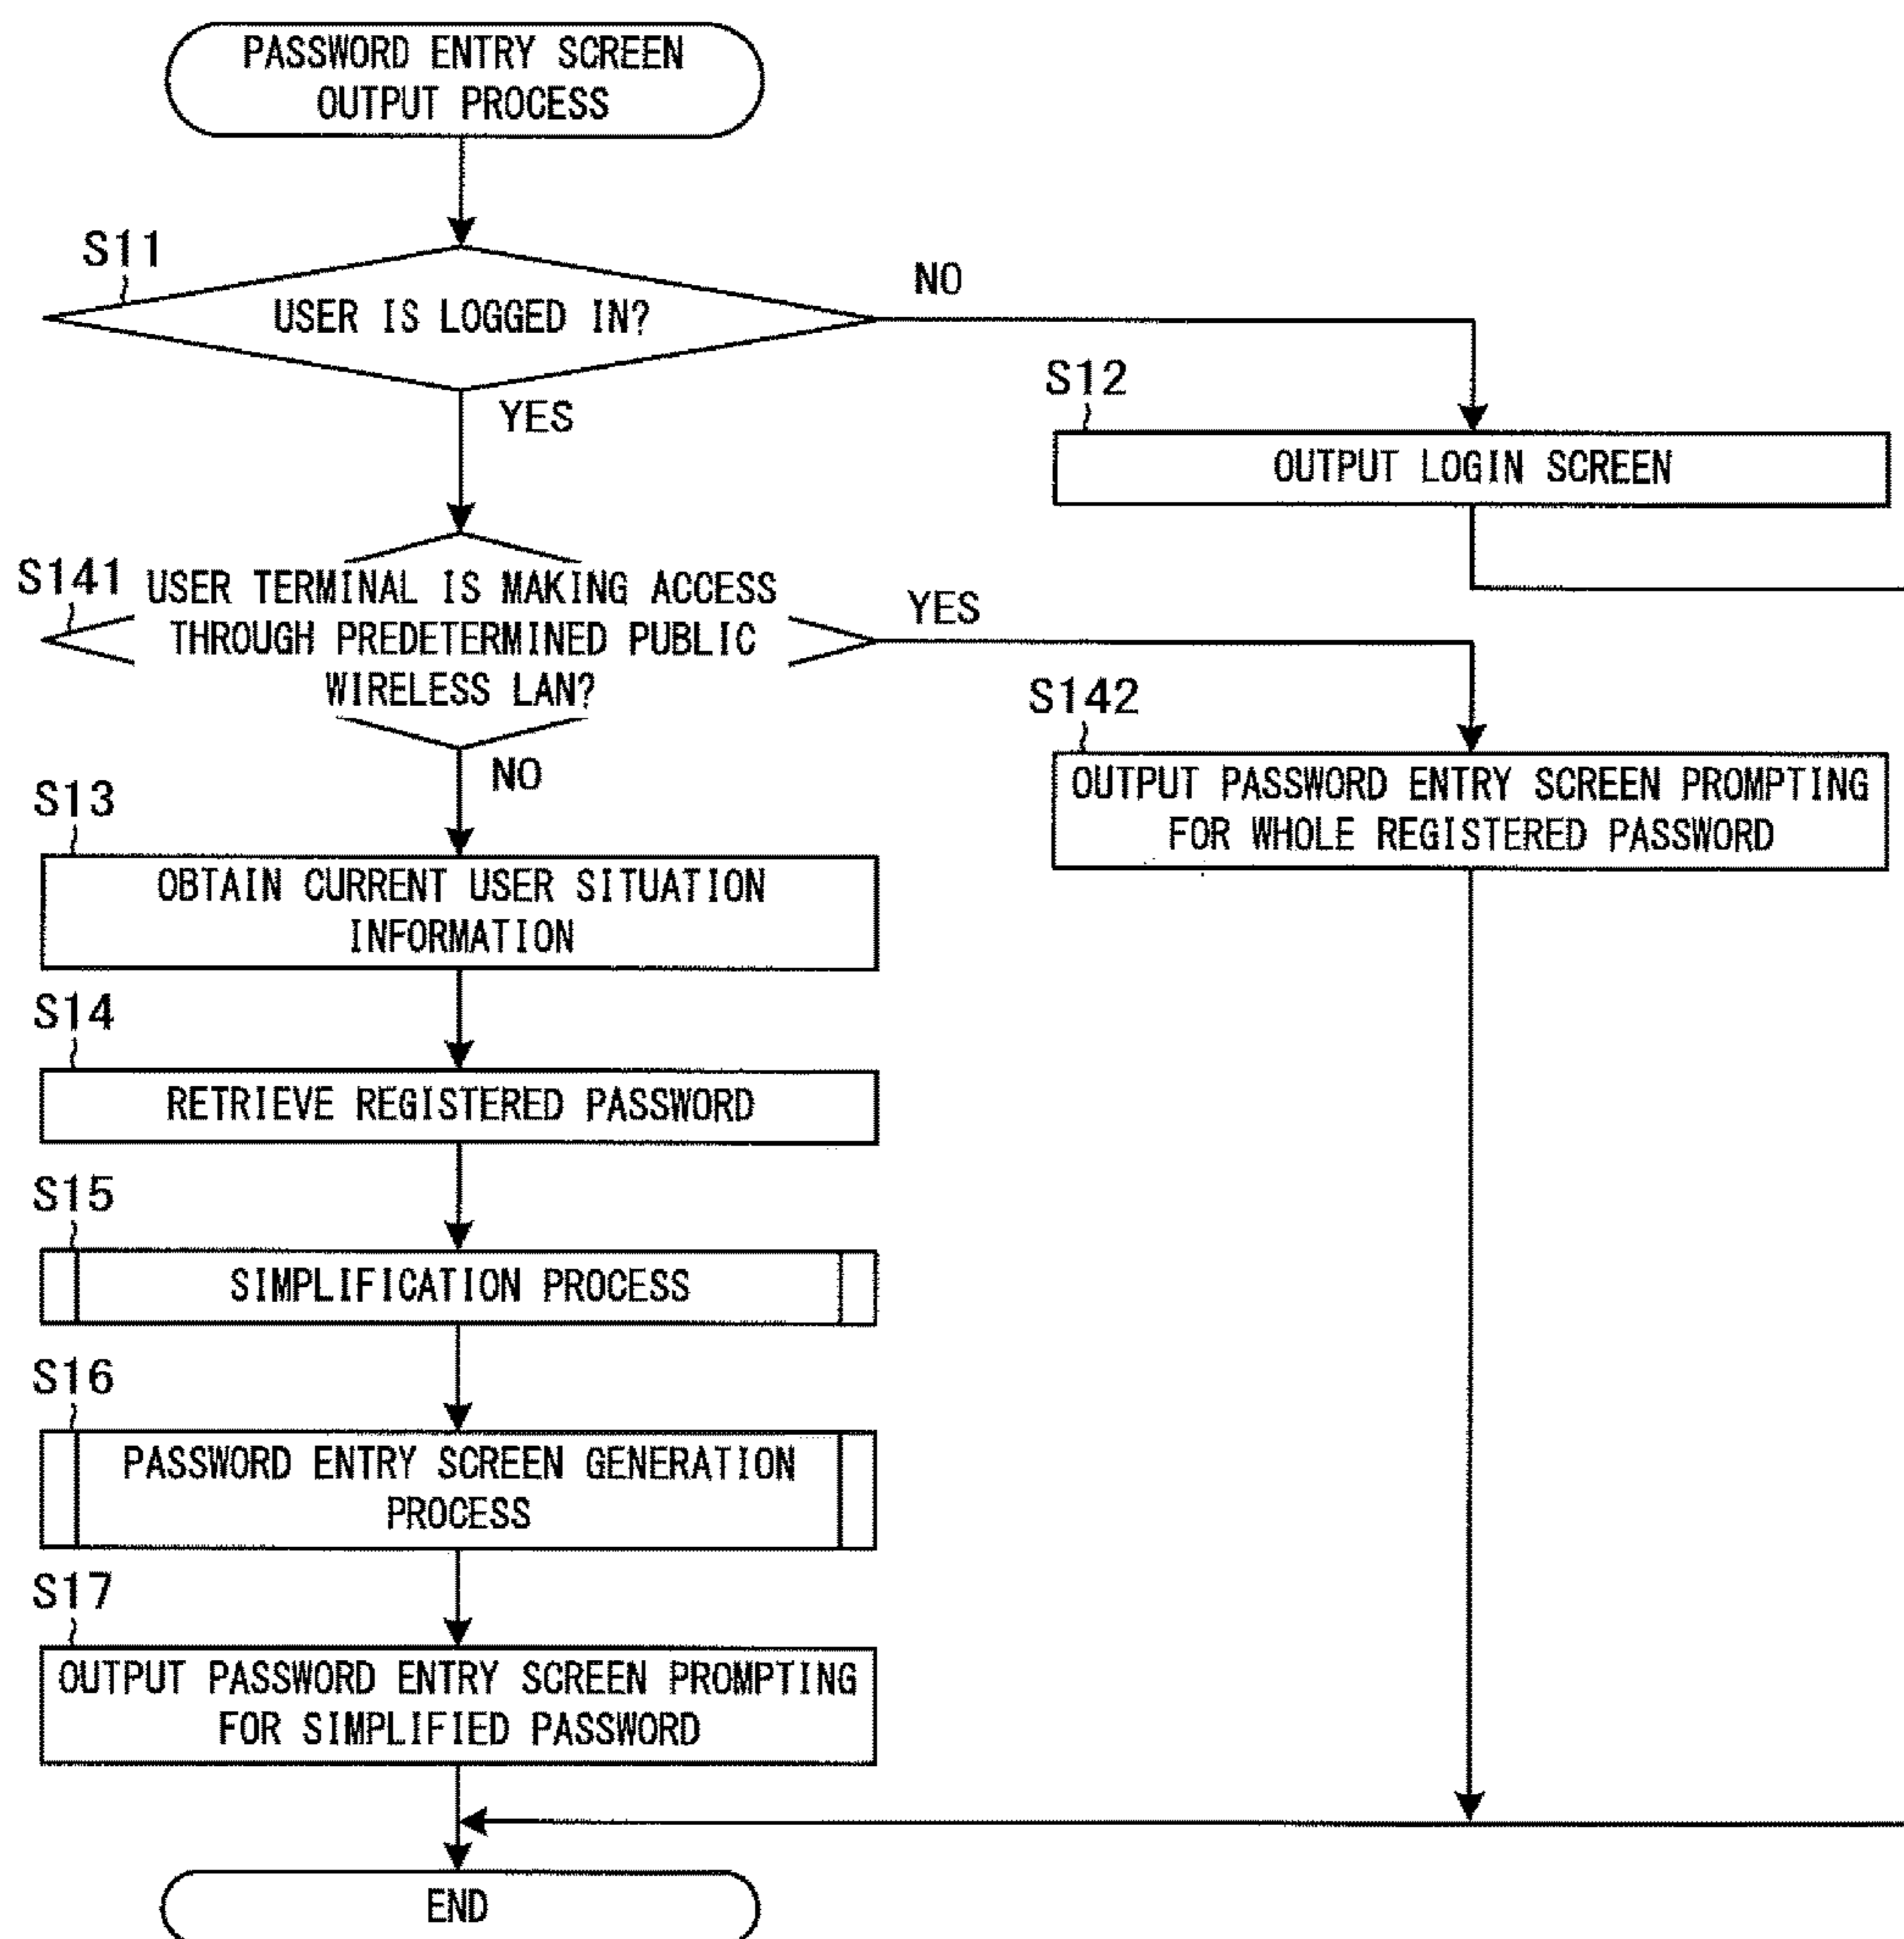 PASSWORD ENTRY SCREEN
OUTPUT PROCESS
S11
USER IS LOGGED IN?
NO
YES
S12
OUTPUT LOGIN SCREEN
S141
USER TERMINAL IS MAKING ACCESS
THROUGH PREDETERMINED PUBLIC
WIRELESS LAN?
YES
NO
S142
OUTPUT PASSWORD ENTRY SCREEN PROMPTING
FOR WHOLE REGISTERED PASSWORD
S13
OBTAIN CURRENT USER SITUATION
INFORMATION
S14
RETRIEVE REGISTERED PASSWORD
S15
SIMPLIFICATION PROCESS
S16
PASSWORD ENTRY SCREEN GENERATION
PROCESS
S17
OUTPUT PASSWORD ENTRY SCREEN PROMPTING
FOR SIMPLIFIED PASSWORD
END